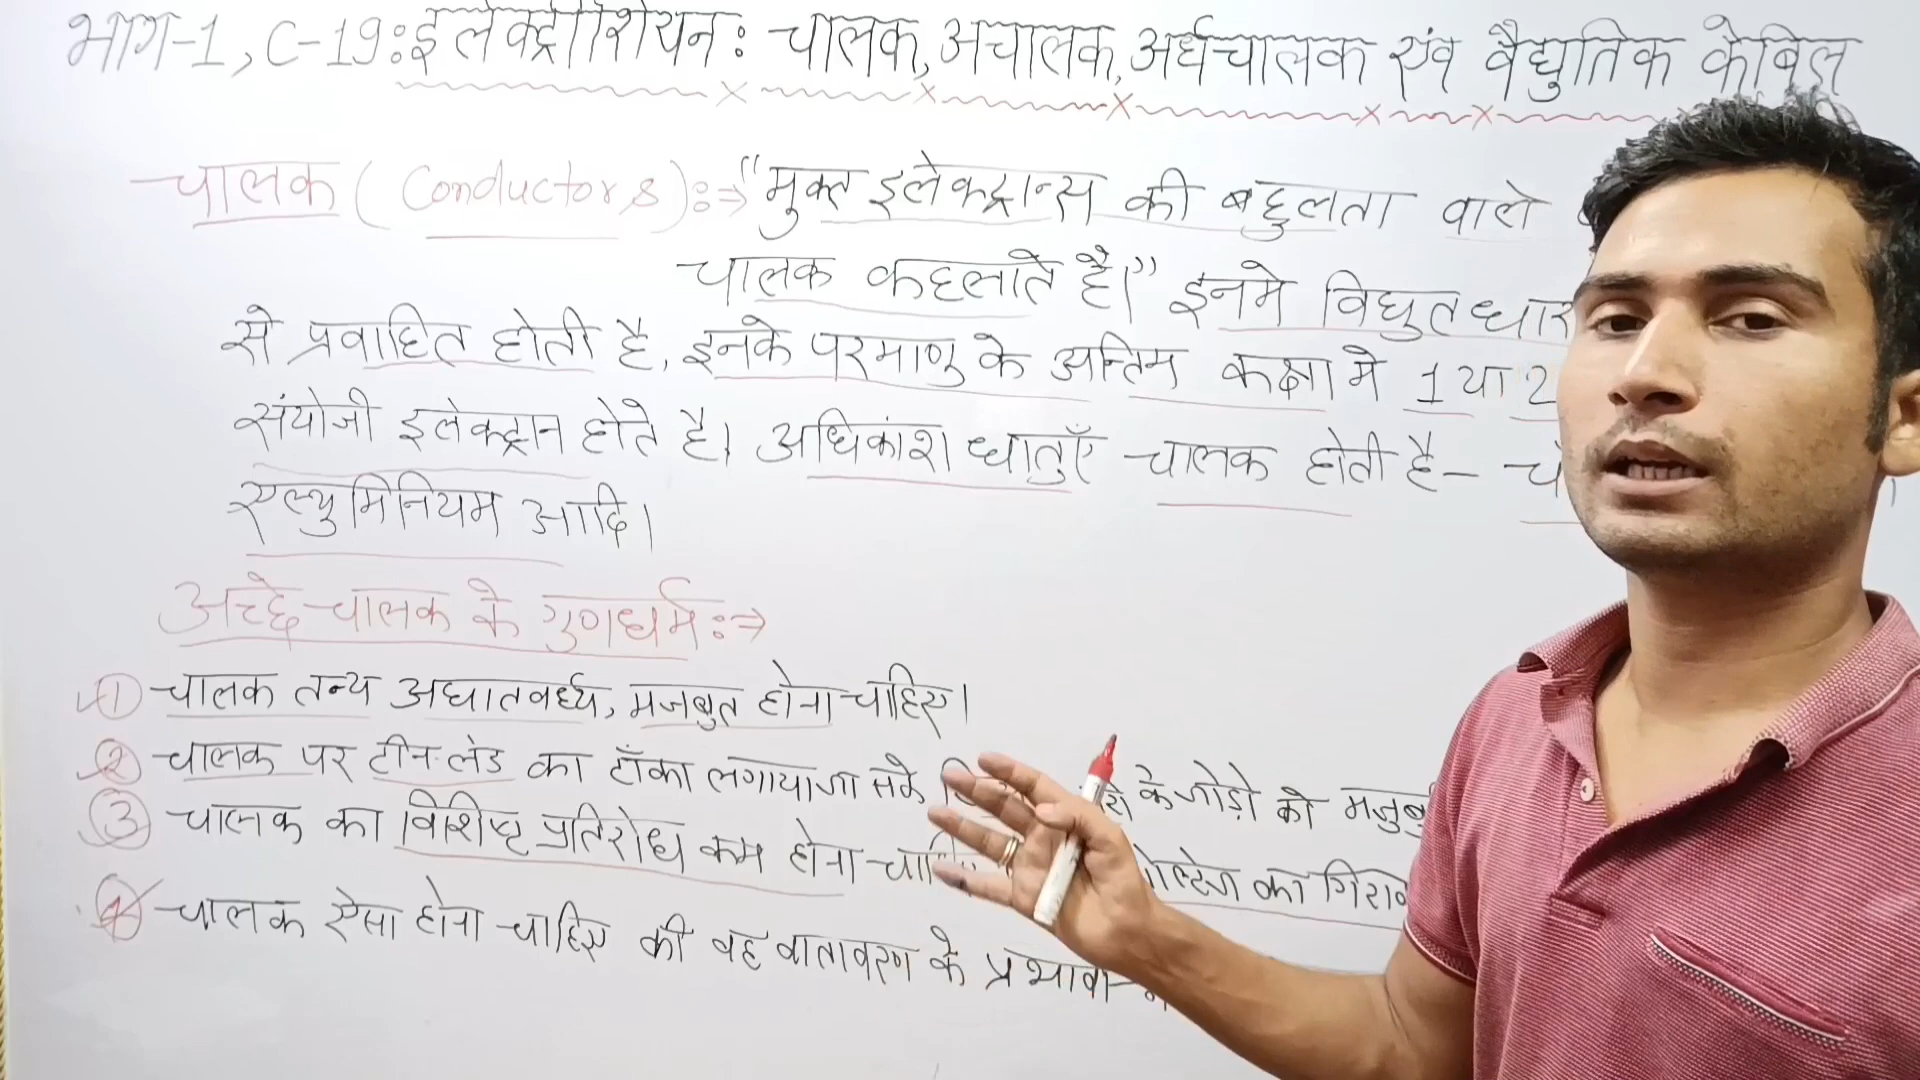 भाग-1, C-19:इलेक्ट्रीशियन: चालक, अचालक, अर्धचालक एंव वैद्युतिक केबिल
चालक (Conductors):⇒ "मुक्त इलेक्ट्रान्स की बहुलता वाले
चालक कहलाते है।" इनमे विद्युत धार
से प्रवाहित होती है, इनके परमाणु के अन्तिम कक्षा मे 1 या 2
संयोजी इलेक्ट्रान होते है। अधिकांश धातुएँ चालक होती है– चाँ
एल्युमिनियम आदि।
अच्छे चालक के गुणधर्म:⇒
1 चालक तन्य अघातवर्ध्य, मजबुत होना चाहिए।
2 चालक पर टीन-लेड का टाँका लगाया जा सके के जोड़ो को मजबु
3 चालक का विशिष्ट प्रतिरोध कम होना चाहि वोल्टेज का गिराव
4 चालक ऐसा होना चाहिए की वह वातावरण के प्रभावो